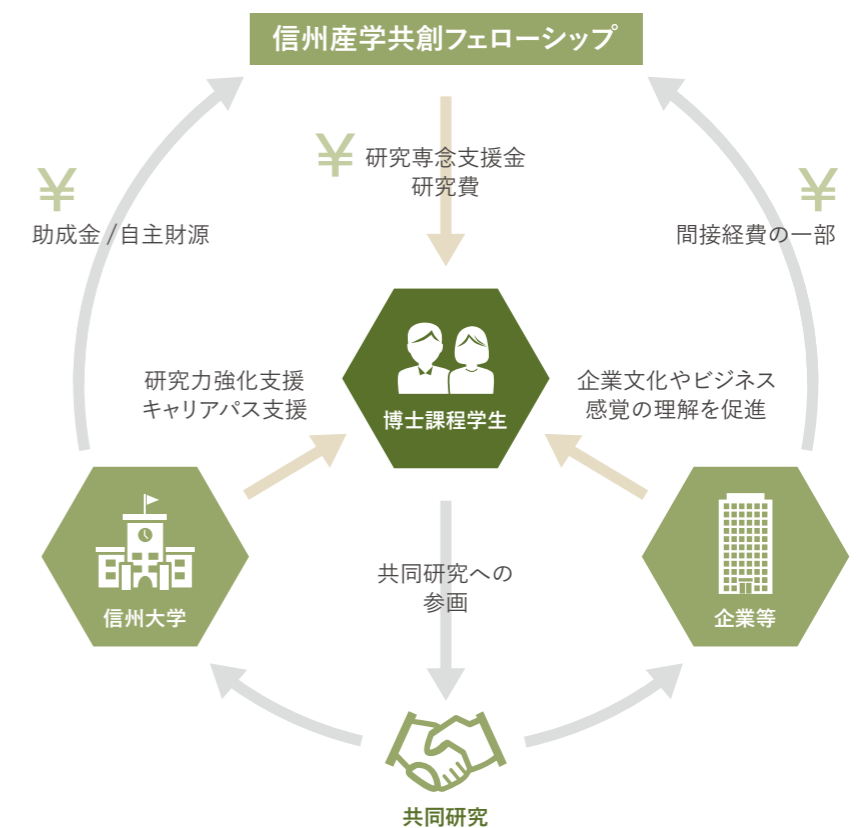 信州産学共創フェローシップ
¥
研究専念支援金
研究費
¥
助成金/自主財源
¥
間接経費の一部
研究力強化支援
キャリアパス支援
博士課程学生
企業文化やビジネス
感覚の理解を促進
信州大学
共同研究への
参画
企業等
共同研究